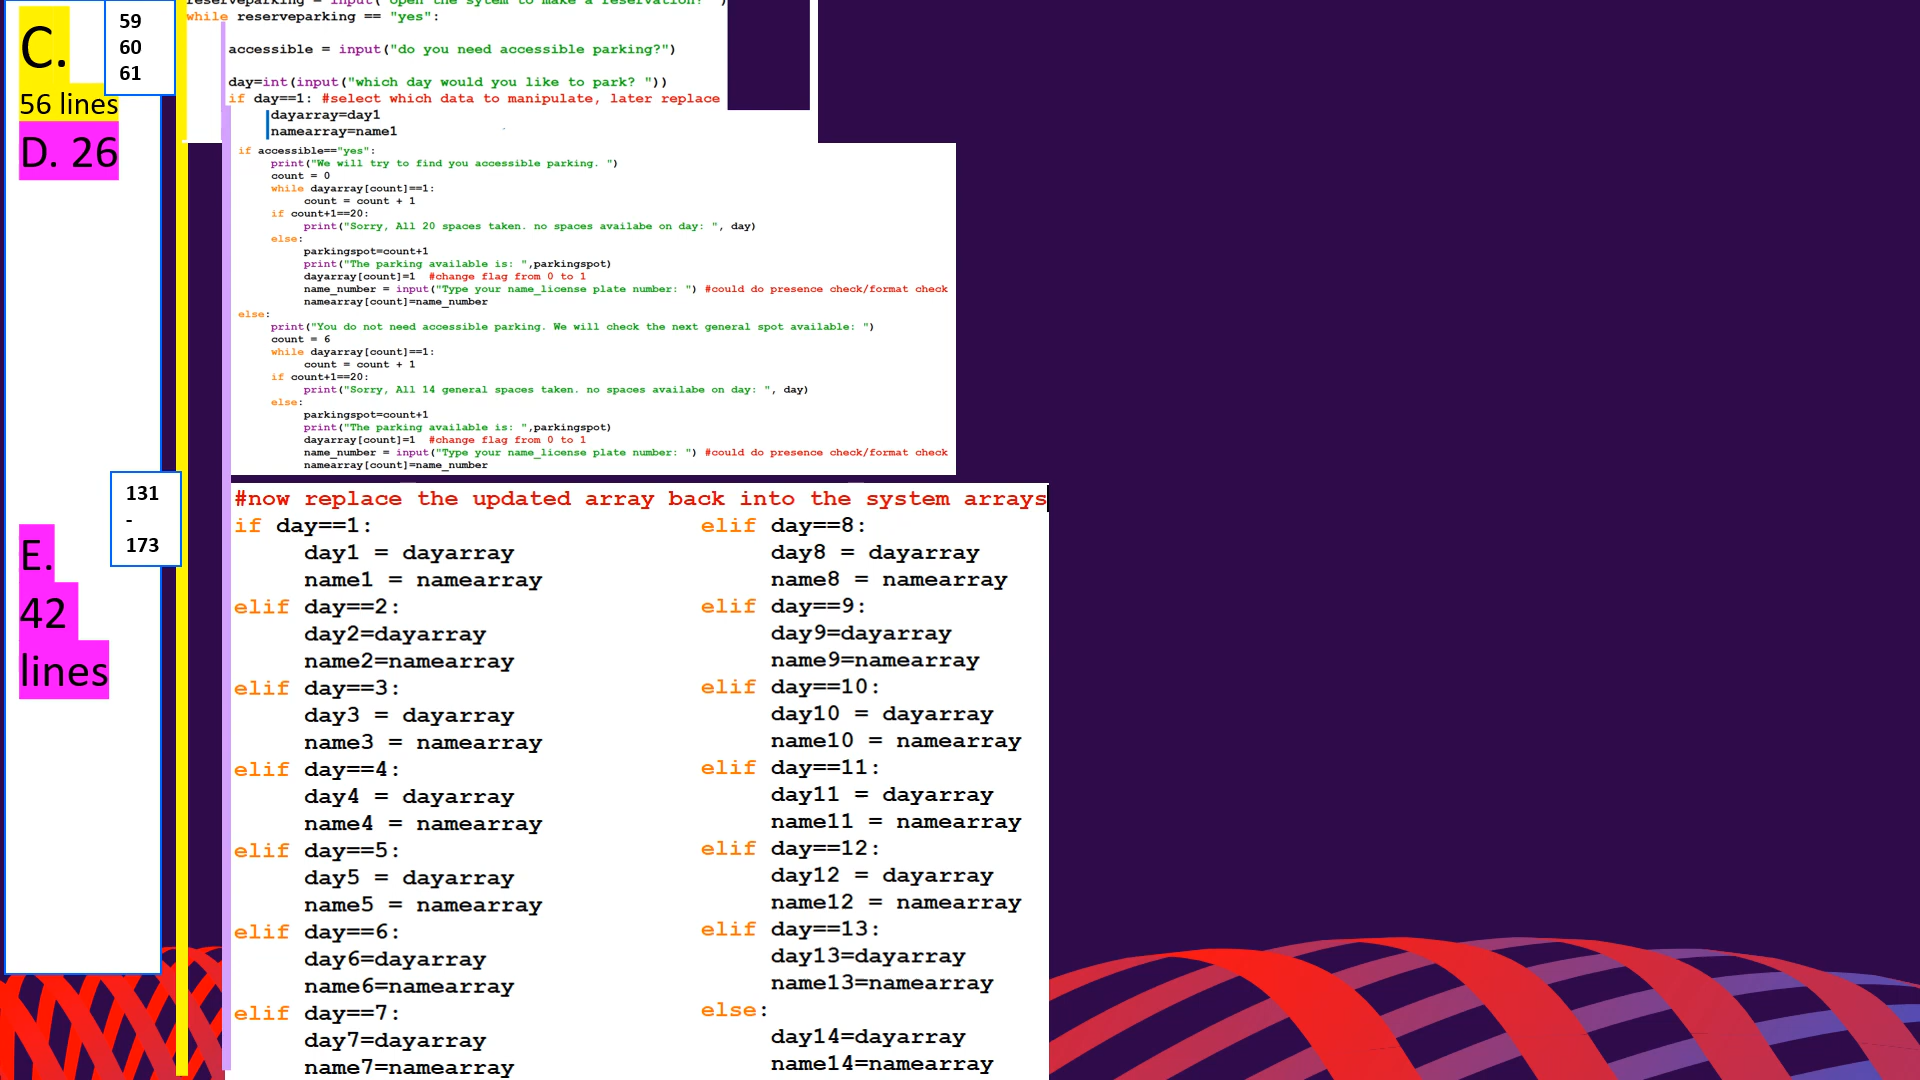 C.
56 lines
D. 26
E.
42
lines
59
60
61
131
-
173
reserveparking = input("open the sytem to make a reservation? ")
while reserveparking == "yes":
accessible = input("do you need accessible parking?")
day=int(input("which day would you like to park? "))
if day==1: #select which data to manipulate, later replace
dayarray=day1
namearray=name1
if accessible=="yes":
print("We will try to find you accessible parking. ")
count = 0
while dayarray[count]==1:
count = count + 1
if count+1==20:
print("Sorry, All 20 spaces taken. no spaces availabe on day: ", day)
else:
parkingspot=count+1
print("The parking available is: ",parkingspot)
dayarray[count]=1  #change flag from 0 to 1
name_number = input("Type your name_license plate number: ") #could do presence check/format check
namearray[count]=name_number
else:
print("You do not need accessible parking. We will check the next general spot available: ")
count = 6
while dayarray[count]==1:
count = count + 1
if count+1==20:
print("Sorry, All 14 general spaces taken. no spaces availabe on day: ", day)
else:
parkingspot=count+1
print("The parking available is: ",parkingspot)
dayarray[count]=1  #change flag from 0 to 1
name_number = input("Type your name_license plate number: ") #could do presence check/format check
namearray[count]=name_number
#now replace the updated array back into the system arrays
if day==1:
day1 = dayarray
name1 = namearray
elif day==2:
day2=dayarray
name2=namearray
elif day==3:
day3 = dayarray
name3 = namearray
elif day==4:
day4 = dayarray
name4 = namearray
elif day==5:
day5 = dayarray
name5 = namearray
elif day==6:
day6=dayarray
name6=namearray
elif day==7:
day7=dayarray
name7=namearray
elif day==8:
day8 = dayarray
name8 = namearray
elif day==9:
day9=dayarray
name9=namearray
elif day==10:
day10 = dayarray
name10 = namearray
elif day==11:
day11 = dayarray
name11 = namearray
elif day==12:
day12 = dayarray
name12 = namearray
elif day==13:
day13=dayarray
name13=namearray
else:
day14=dayarray
name14=namearray